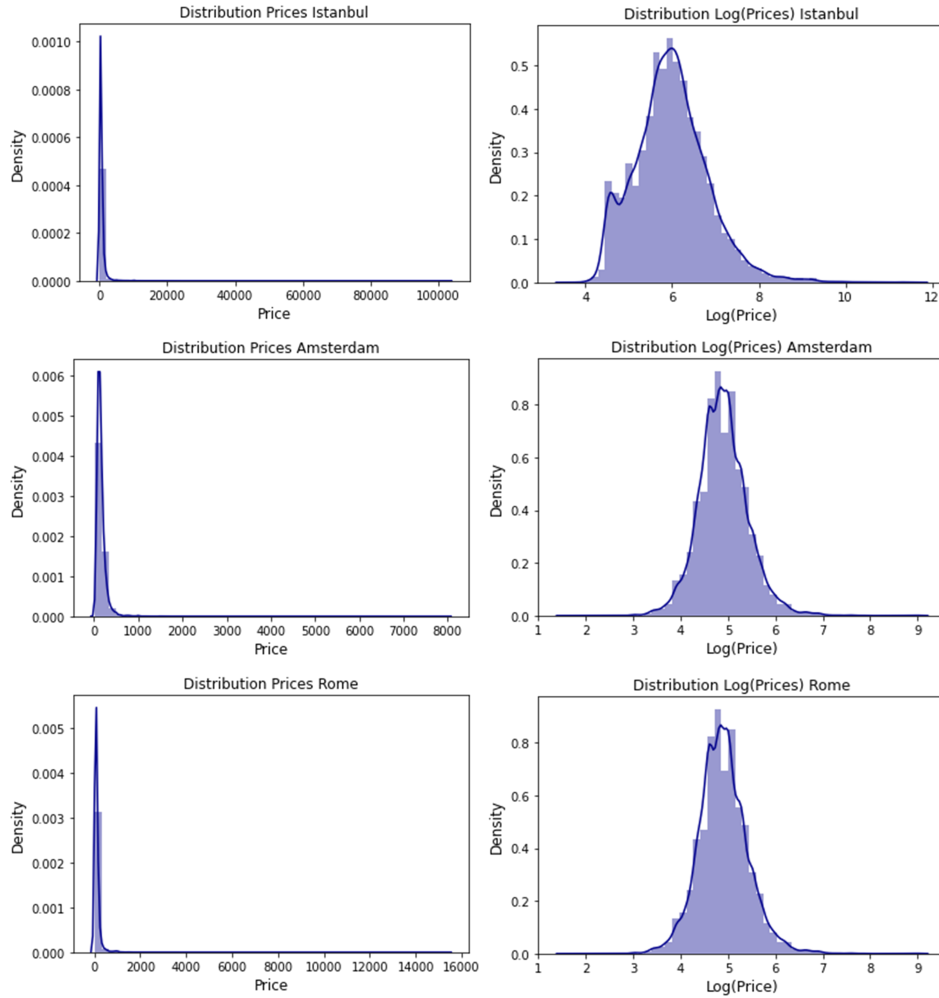 Distribution Prices Istanbul
0.0010
0.0008
0.0006
0.0004
0.0002
0.0000
Density
0 20000 40000 60000 80000 100000
Price
Distribution Log(Prices) Istanbul
0.5
0.4
0.3
0.2
0.1
0.0
Density
4 6 8 10 12
Log(Price)
Distribution Prices Amsterdam
0.006
0.005
0.004
0.003
0.002
0.001
0.000
Density
0 1000 2000 3000 4000 5000 6000 7000 8000
Price
Distribution Log(Prices) Amsterdam
0.8
0.6
0.4
0.2
0.0
Density
1 2 3 4 5 6 7 8 9
Log(Price)
Distribution Prices Rome
0.005
0.004
0.003
0.002
0.001
0.000
Density
0 2000 4000 6000 8000 10000 12000 14000 16000
Price
Distribution Log(Prices) Rome
0.8
0.6
0.4
0.2
0.0
Density
1 2 3 4 5 6 7 8 9
Log(Price)